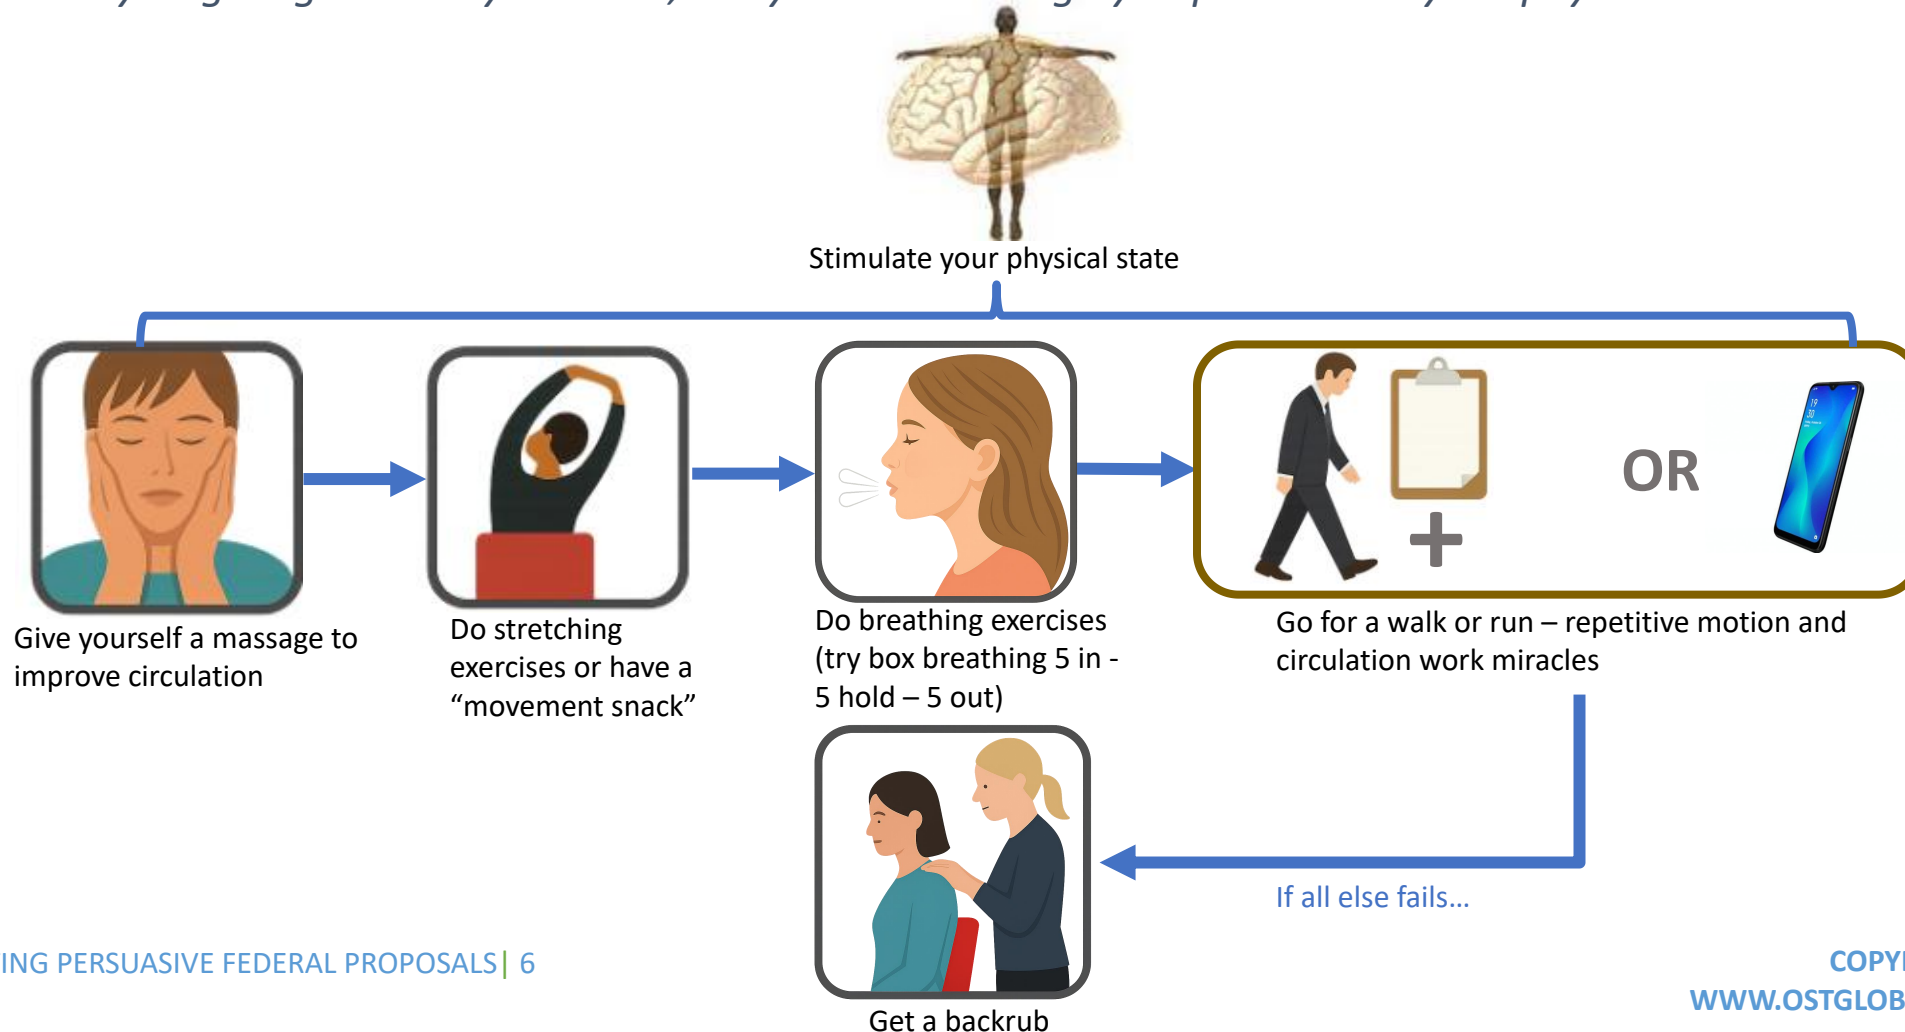 Stimulate your physical state
OR
Give yourself a massage to
improve circulation
Do stretching
exercises or have a
“movement snack”
Do breathing exercises
(try box breathing 5 in -
5 hold – 5 out)
Go for a walk or run – repetitive motion and
circulation work miracles
If all else fails...
Get a backrub
ING PERSUASIVE FEDERAL PROPOSALS| 6
COPY
WWW.OSTGLOB